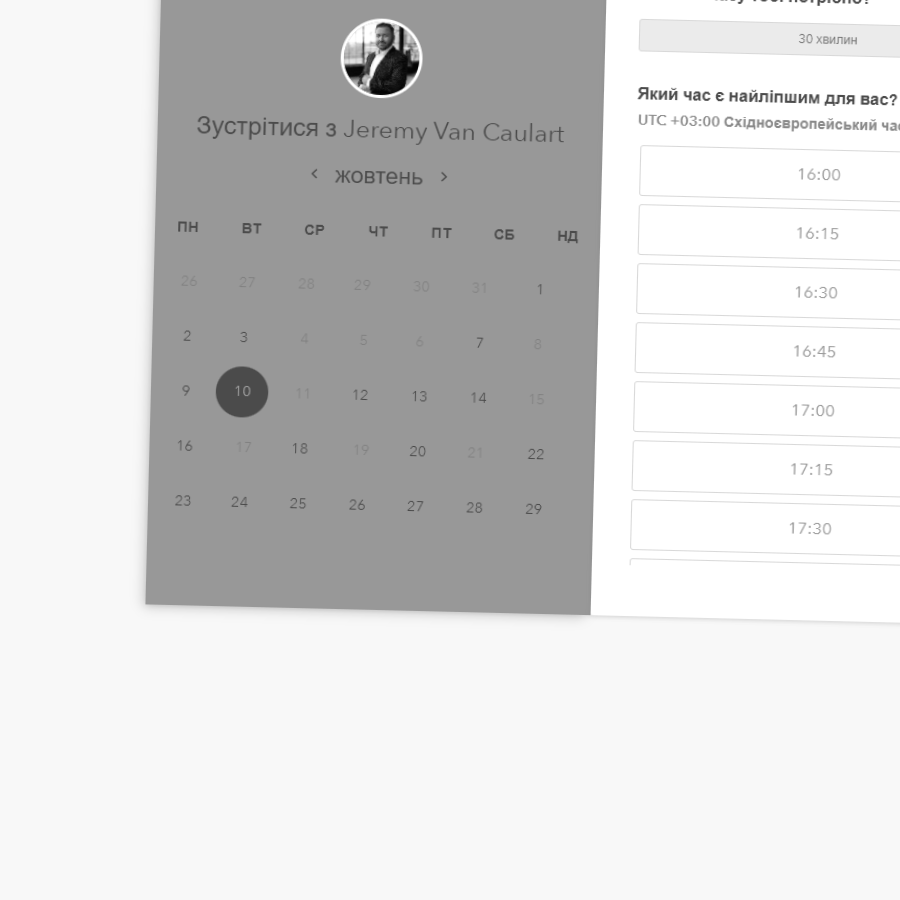 Зустрітися з Jeremy Van Caulart
‹ жовтень ›
ПН ВТ СР ЧТ ПТ СБ НД
26 27 28 29 30 31 1
2 3 4 5 6 7 8
9 10 11 12 13 14 15
16 17 18 19 20 21 22
23 24 25 26 27 28 29
потрібно?
30 хвилин
Який час є найліпшим для вас?
UTC +03:00 Східноєвропейський
16:00
16:15
16:30
16:45
17:00
17:15
17:30